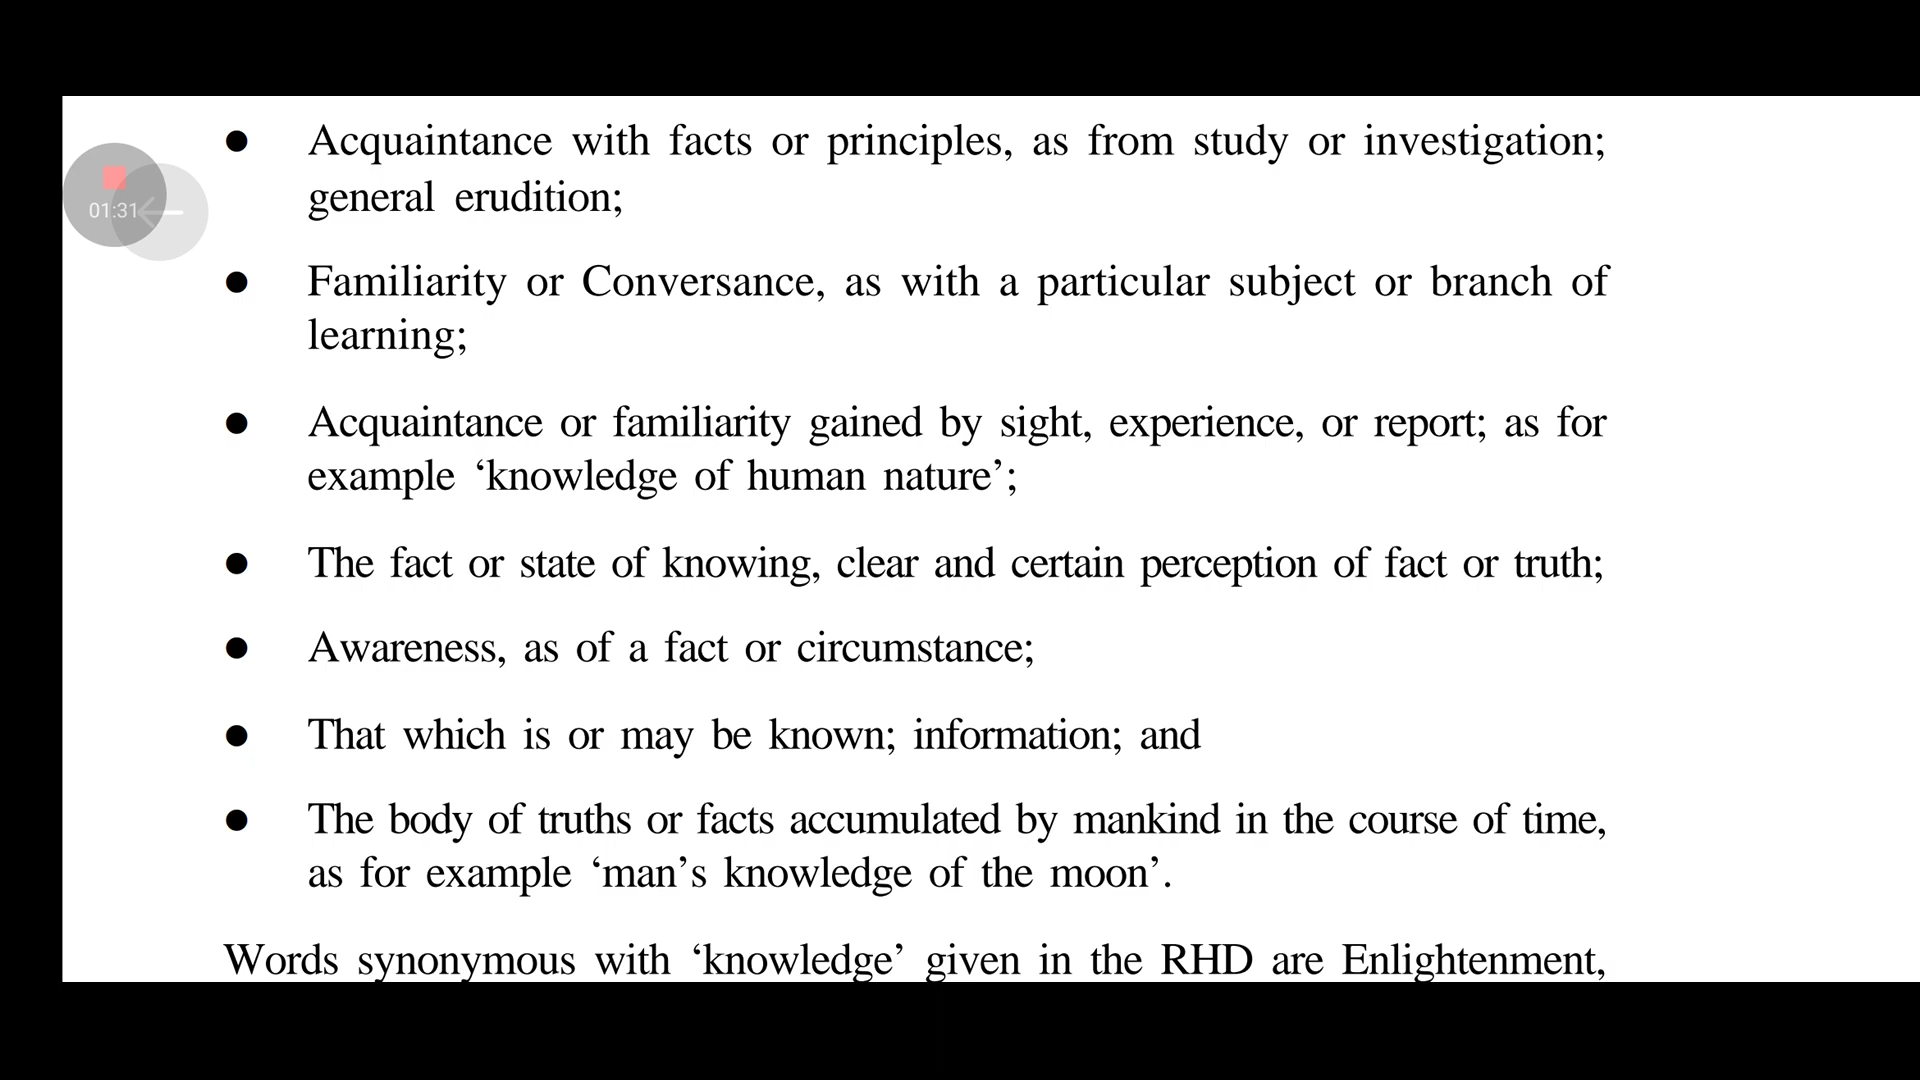 ● Acquaintance with facts or principles, as from study or investigation;
general erudition;
● Familiarity or Conversance, as with a particular subject or branch of
learning;
● Acquaintance or familiarity gained by sight, experience, or report; as for
example ‘knowledge of human nature’;
● The fact or state of knowing, clear and certain perception of fact or truth;
● Awareness, as of a fact or circumstance;
● That which is or may be known; information; and
● The body of truths or facts accumulated by mankind in the course of time,
as for example ‘man’s knowledge of the moon’.
Words synonymous with ‘knowledge’ given in the RHD are Enlightenment,
01:31